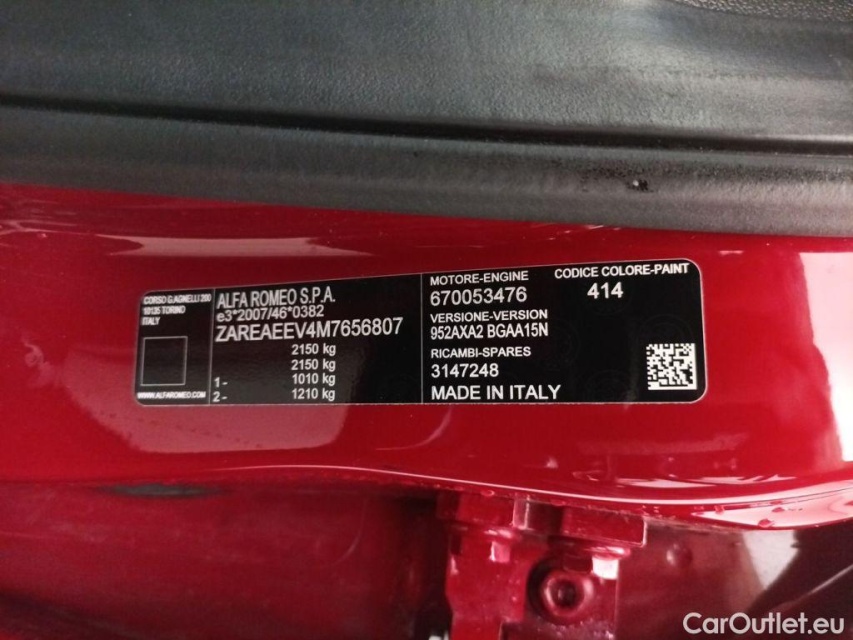 CORSO G.AGNELLI 200
10135 TORINO
ITALY
WWW.ALFAROMEO.COM
ALFA ROMEO S.P.A.
e3*2007/46*0382
ZAREAEEV4M7656807
2150 kg
2150 kg
1- 1010 kg
2- 1210 kg
MOTORE-ENGINE
670053476
VERSIONE-VERSION
952AXA2 BGAA15N
RICAMBI-SPARES
3147248
MADE IN ITALY
CODICE COLORE-PAINT
414
CarOutlet.eu